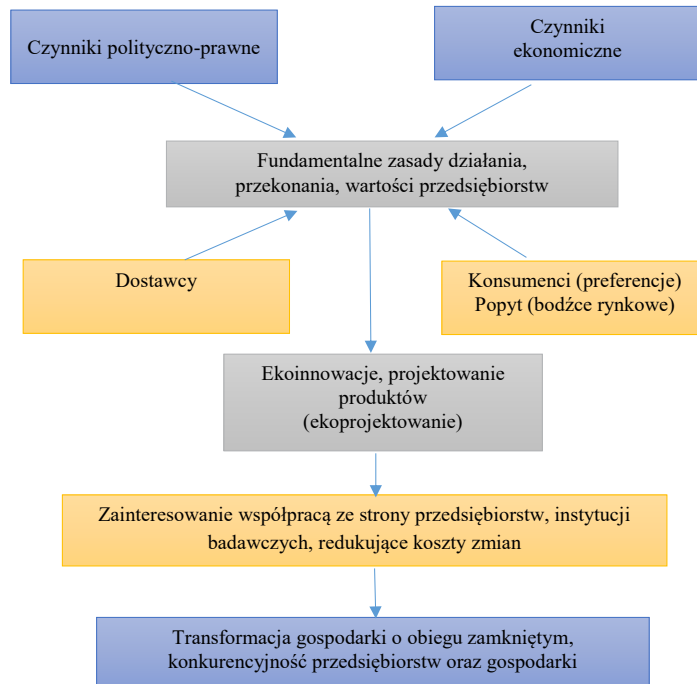 Czynniki polityczno-prawne
Czynniki
ekonomiczne
Fundamentalne zasady działania,
przekonania, wartości przedsiębiorstw
Dostawcy
Konsumenci (preferencje)
Popyt (bodźce rynkowe)
Ekoinnowacje, projektowanie
produktów
(ekoprojektowanie)
Zainteresowanie współpracą ze strony przedsiębiorstw, instytucji
badawczych, redukujące koszty zmian
Transformacja gospodarki o obiegu zamkniętym,
konkurencyjność przedsiębiorstw oraz gospodarki